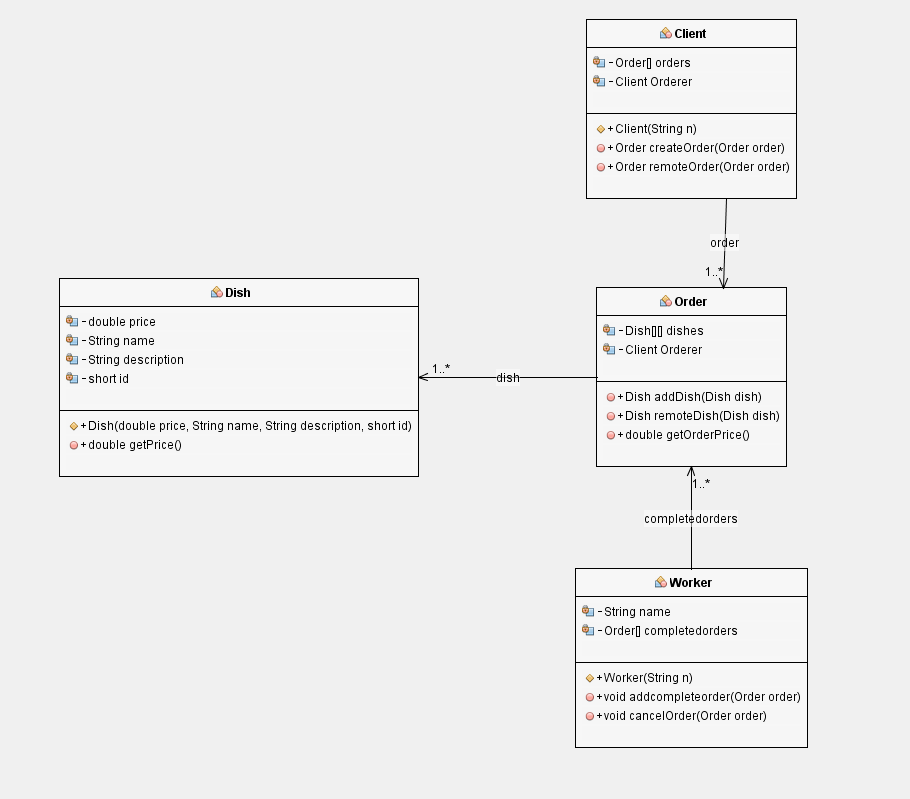 Client
- Order[] orders
- Client Orderer
+ Client(String n)
+ Order createOrder(Order order)
+ Order remoteOrder(Order order)
order
1..*
Dish
- double price
- String name
- String description
- short id
+ Dish(double price, String name, String description, short id)
+ double getPrice()
1..*
dish
Order
- Dish[][] dishes
- Client Orderer
+ Dish addDish(Dish dish)
+ Dish remoteDish(Dish dish)
+ double getOrderPrice()
1..*
completedorders
Worker
- String name
- Order[] completedorders
+ Worker(String n)
+ void addcompleteorder(Order order)
+ void cancelOrder(Order order)